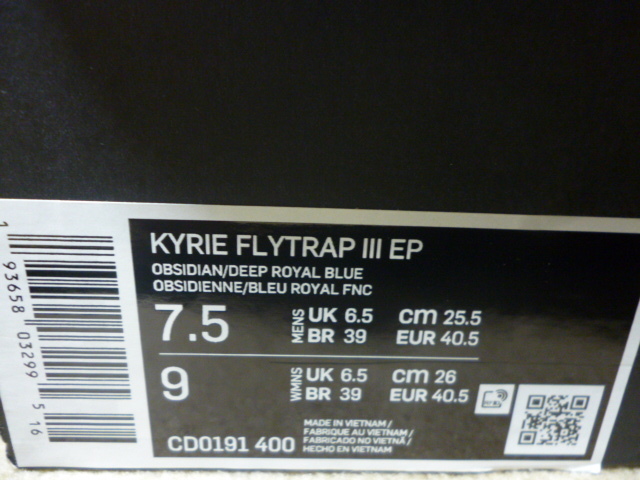 KYRIE FLYTRAP III EP
OBSIDIAN/DEEP ROYAL BLUE
OBSIDIENNE/BLEU ROYAL FNC
7.5 MENS UK 6.5 cm 25.5
BR 39 EUR 40.5
9 WMNS UK 6.5 cm 26
BR 39 EUR 40.5
CD0191 400
MADE IN VIETNAM/
FABRIQUE AU VIETNAM/
FABRICADO NO VIETNÃ/
HECHO EN VIETNAM
1 93658 03299 5 16